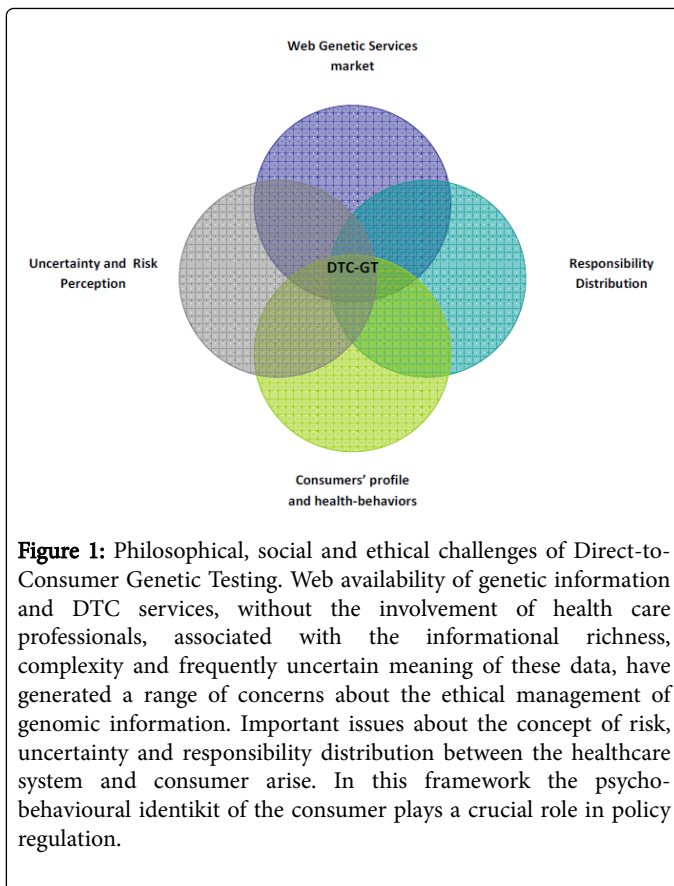 Web Genetic Services
market
Uncertainty and Risk
Perception
DTC-GT
Responsibility
Distribution
Consumers' profile
and health-behaviors
Figure 1: Philosophical, social and ethical challenges of Direct-to-
Consumer Genetic Testing. Web availability of genetic information
and DTC services, without the involvement of health care
professionals, associated with the informational richness,
complexity and frequently uncertain meaning of these data, have
generated a range of concerns about the ethical management of
genomic information. Important issues about the concept of risk,
uncertainty and responsibility distribution between the healthcare
system and consumer arise. In this framework the psycho-
behavioural identikit of the consumer plays a crucial role in policy
regulation.